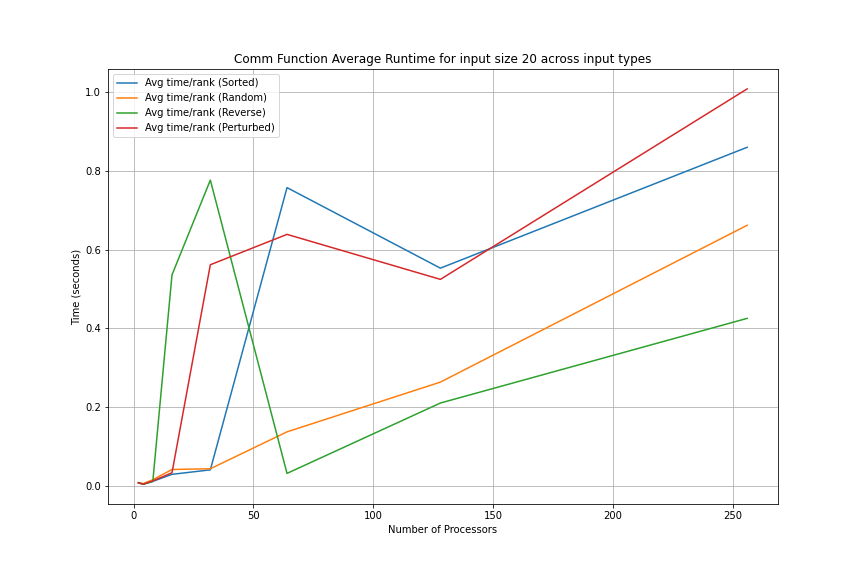 Comm Function Average Runtime for input size 20 across input types
Avg time/rank (Sorted)
Avg time/rank (Random)
Avg time/rank (Reverse)
Avg time/rank (Perturbed)
Time (seconds)
1.0
0.8
0.6
0.4
0.2
0.0
0 50 100 150 200 250
Number of Processors